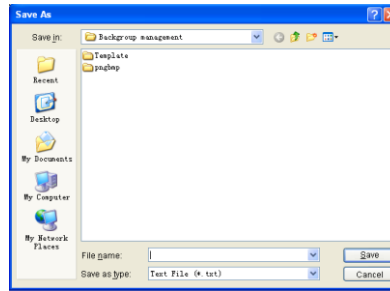 Save As
Save in:
Backgroup management
Template
pngbmp
Recent
Desktop
My Documents
My Computer
My Network
Places
File name:
Save
Save as type:
Text File (*.txt)
Cancel